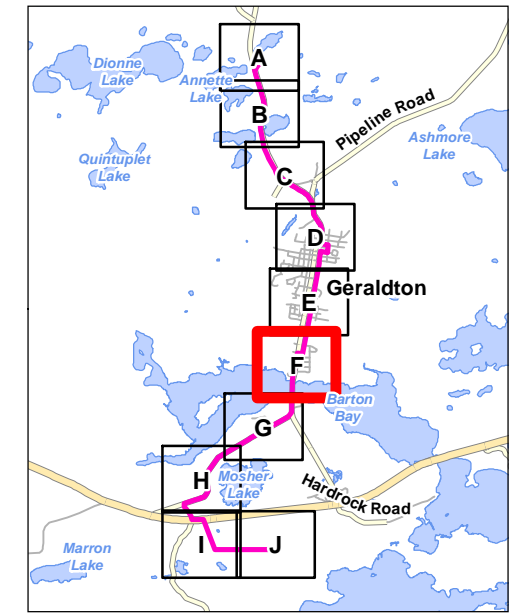 A
Dionne
Lake
Annette
Lake
B
Pipeline Road
Ashmore
Lake
Quintuplet
Lake
C
D
Geraldton
E
F
Barton
Bay
G
H
Mosher
Lake
Hardrock Road
Marron
Lake
I
J